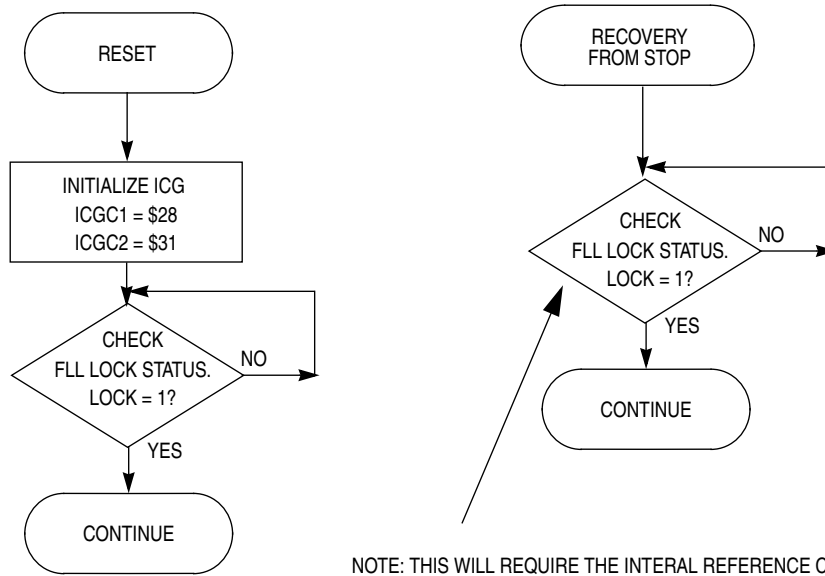 RESET
INITIALIZE ICG
ICGC1 = $28
ICGC2 = $31
CHECK
FLL LOCK STATUS.
LOCK = 1?
NO
YES
CONTINUE
RECOVERY
FROM STOP
CHECK
FLL LOCK STATUS.
LOCK = 1?
NO
YES
CONTINUE
NOTE: THIS WILL REQUIRE THE INTERAL REFERENCE